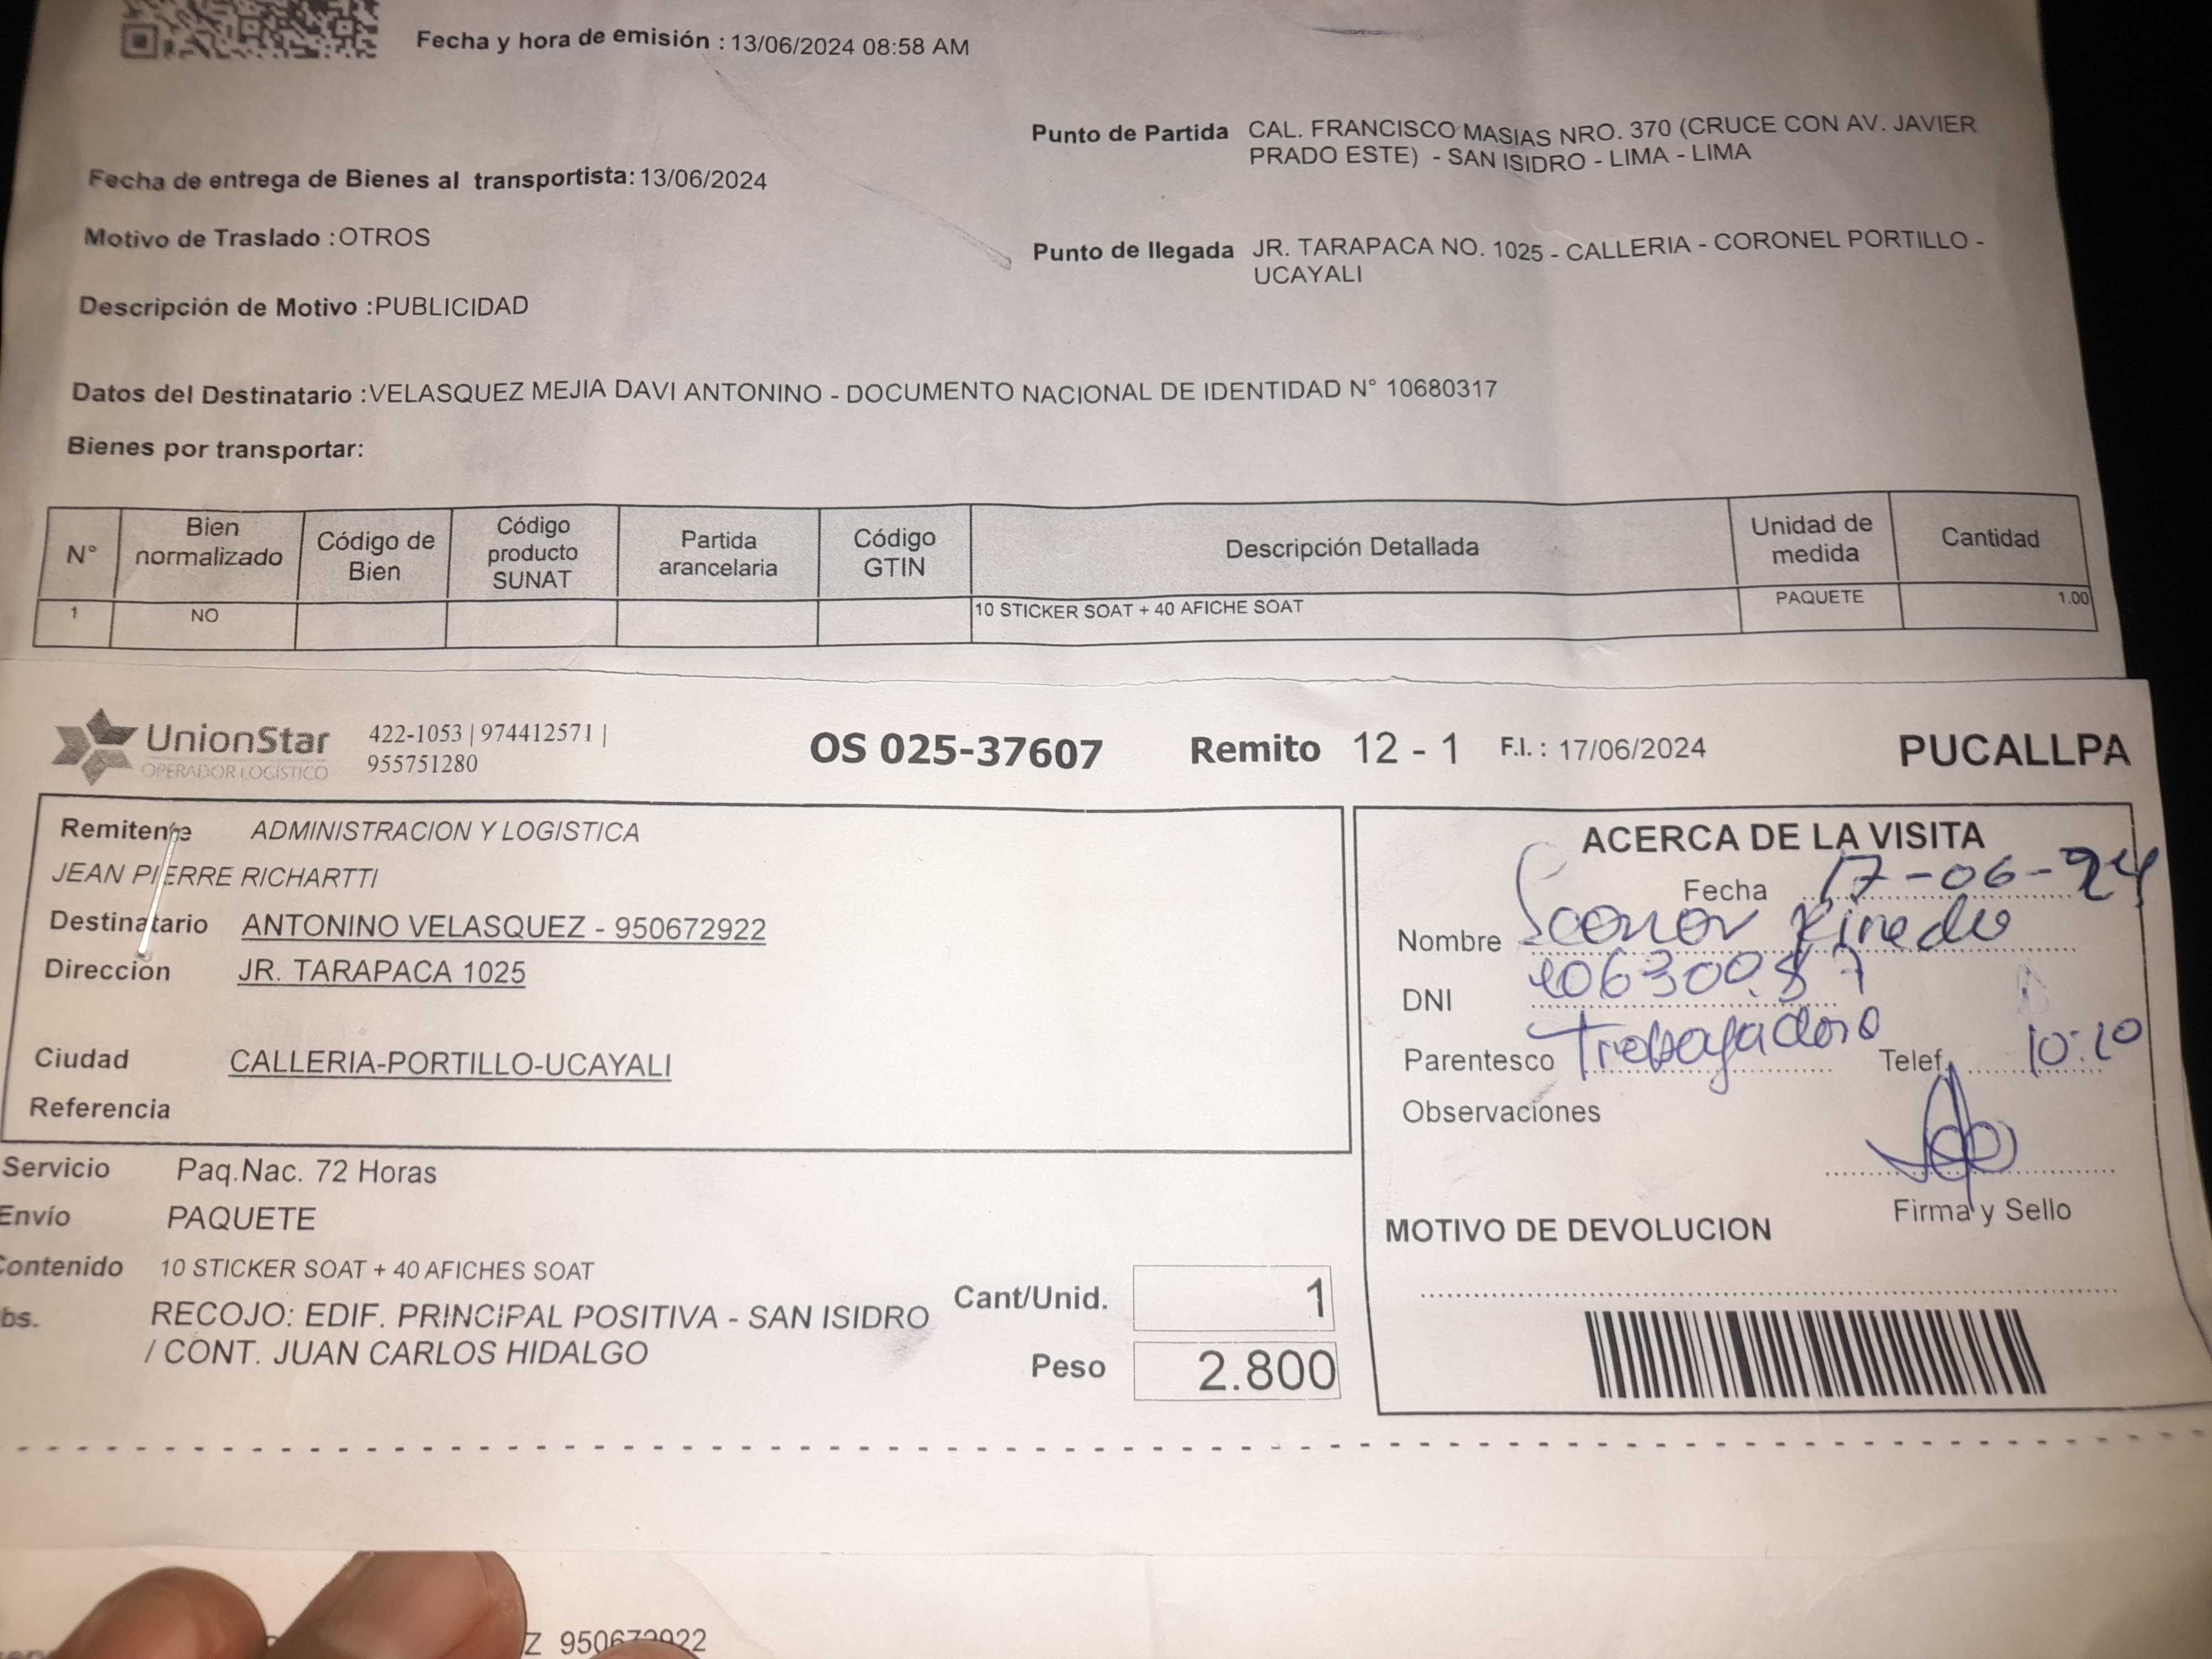 Fecha y hora de emisión : 13/06/2024 08:58 AM
Punto de Partida CAL. FRANCISCO MASIAS NRO. 370 (CRUCE CON AV. JAVIER
PRADO ESTE) - SAN ISIDRO - LIMA - LIMA
Fecha de entrega de Bienes al transportista: 13/06/2024
Motivo de Traslado : OTROS
Punto de llegada JR. TARAPACA NO. 1025 - CALLERIA - CORONEL PORTILLO -
UCAYALI
Descripción de Motivo : PUBLICIDAD
Datos del Destinatario : VELASQUEZ MEJIA DAVI ANTONINO - DOCUMENTO NACIONAL DE IDENTIDAD N° 10680317
Bienes por transportar:
N° Bien normalizado Código de Bien Código producto SUNAT Partida arancelaria Código GTIN Descripción Detallada Unidad de medida Cantidad
1 NO 10 STICKER SOAT + 40 AFICHE SOAT PAQUETE 1.00
UnionStar
OPERADOR LOGÍSTICO
422-1053 | 974412571 |
955751280
OS 025-37607 Remito 12 - 1 F.I. : 17/06/2024 PUCALLPA
Remitente ADMINISTRACION Y LOGISTICA
JEAN PIERRE RICHARTTI
Destinatario ANTONINO VELASQUEZ - 950672922
Dirección JR. TARAPACA 1025
Ciudad CALLERIA-PORTILLO-UCAYALI
Referencia
ACERCA DE LA VISITA
Fecha 17-06-24
Nombre
DNI
Parentesco Trabajadora Telef. 10:10
Observaciones
Firma y Sello
MOTIVO DE DEVOLUCION
Servicio Paq.Nac. 72 Horas
Envío PAQUETE
Contenido 10 STICKER SOAT + 40 AFICHES SOAT
bs. RECOJO: EDIF. PRINCIPAL POSITIVA - SAN ISIDRO
/ CONT. JUAN CARLOS HIDALGO
Cant/Unid. 1
Peso 2.800
Z 950672922